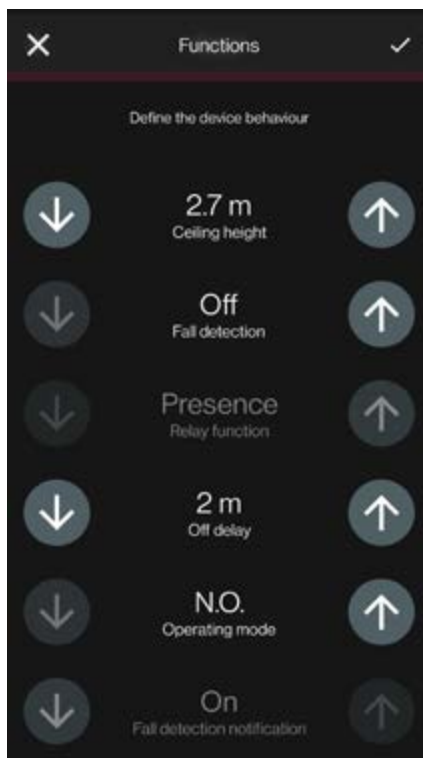 Functions
Define the device behaviour
2.7 m
Ceiling height
Off
Fall detection
Presence
Relay function
2 m
Off delay
N.O.
Operating mode
On
Fall detection notification